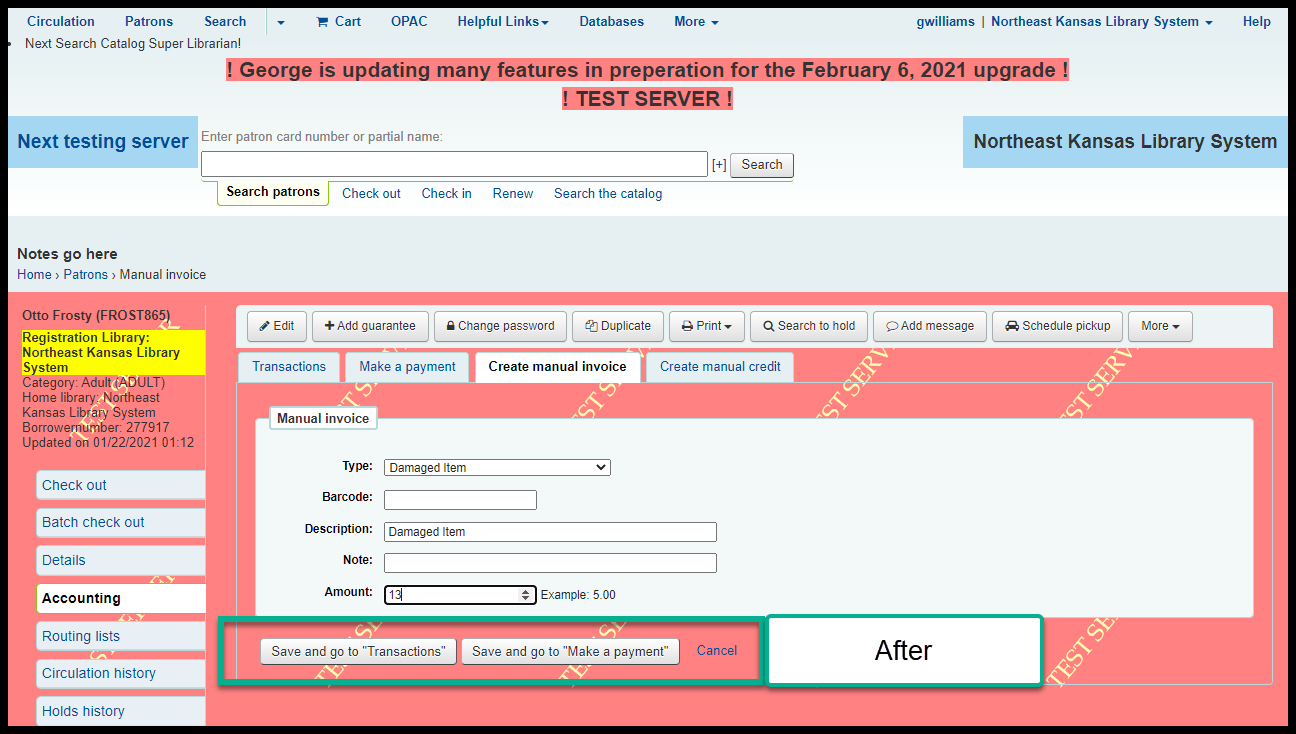 Circulation Patrons Search Cart OPAC Helpful Links Databases More gwilliams | Northeast Kansas Library System Help
Next Search Catalog Super Librarian!
! George is updating many features in preperation for the February 6, 2021 upgrade !
! TEST SERVER !
Next testing server
Enter patron card number or partial name:
[+] Search
Search patrons Check out Check in Renew Search the catalog
Northeast Kansas Library System
Notes go here
Home › Patrons › Manual invoice
Otto Frosty (FROST865)
Registration Library:
Northeast Kansas Library
System
Category: Adult (ADULT)
Home library: Northeast
Kansas Library System
Borrowernumber: 277917
Updated on 01/22/2021 01:12
Check out
Batch check out
Details
Accounting
Routing lists
Circulation history
Holds history
Edit Add guarantee Change password Duplicate Print Search to hold Add message Schedule pickup More
Transactions Make a payment Create manual invoice Create manual credit
Manual invoice
Type: Damaged Item
Barcode:
Description: Damaged Item
Note:
Amount: 13 Example: 5.00
Save and go to "Transactions" Save and go to "Make a payment" Cancel
After